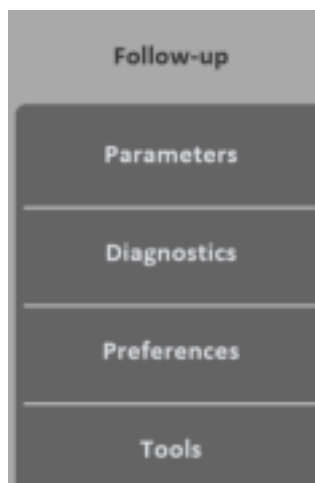 Follow-up
Parameters
Diagnostics
Preferences
Tools